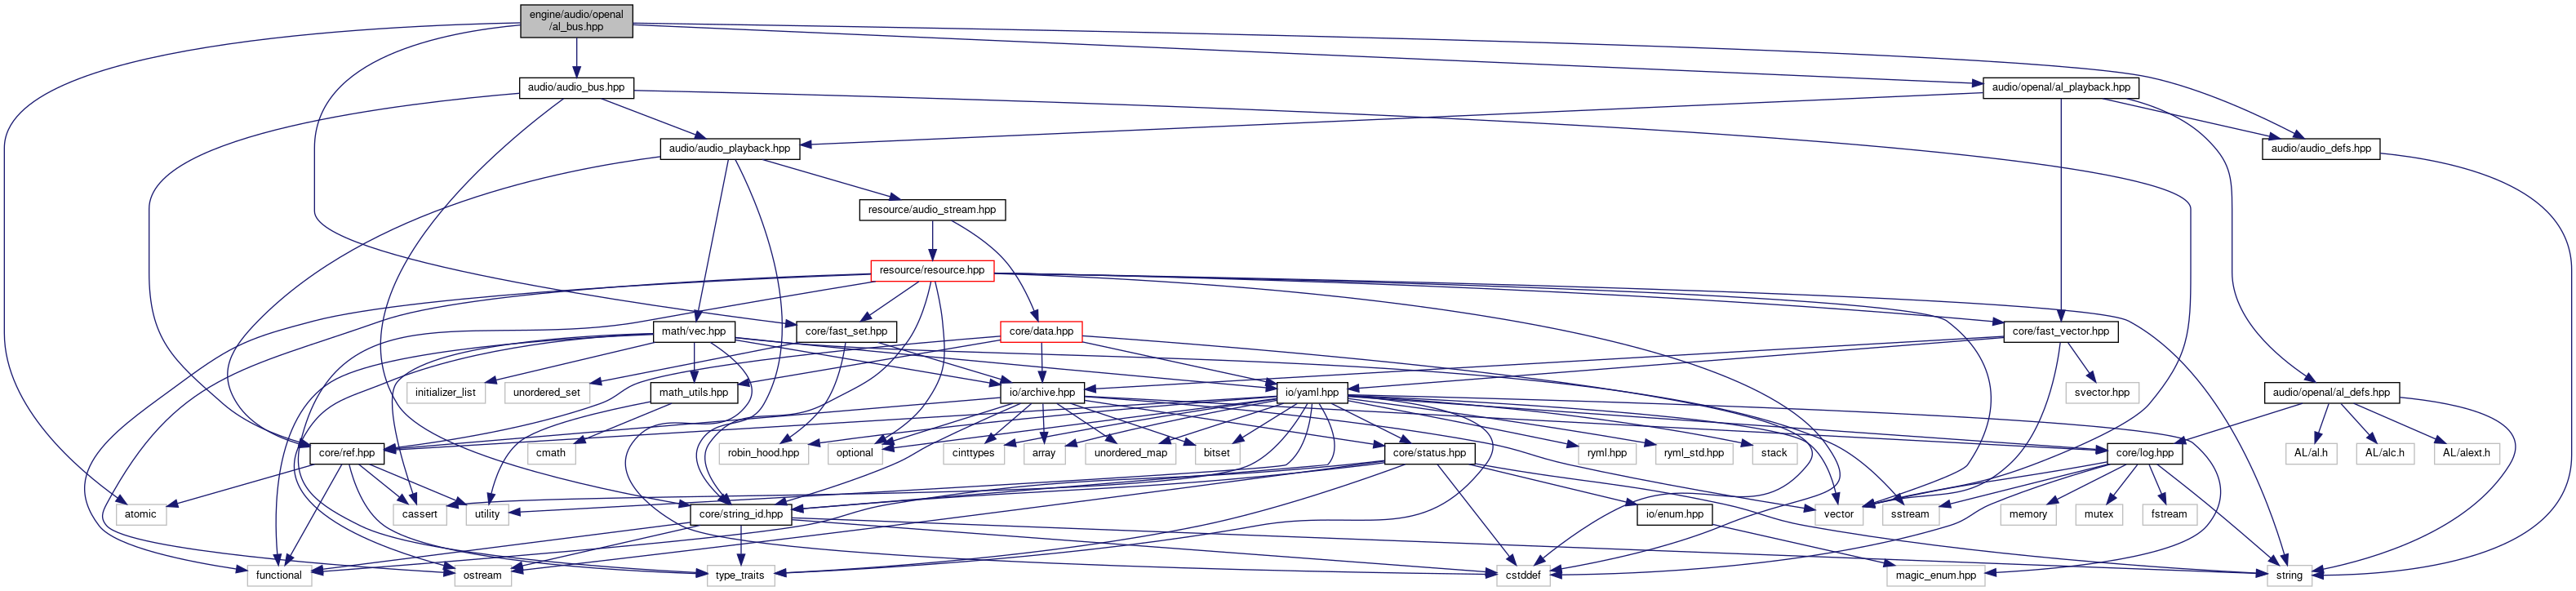 engine/audio/openal
/al_bus.hpp
audio/audio_bus.hpp
audio/openal/al_playback.hpp
audio/audio_playback.hpp
audio/audio_defs.hpp
resource/audio_stream.hpp
resource/resource.hpp
math/vec.hpp
core/fast_set.hpp
core/data.hpp
core/fast_vector.hpp
initializer_list
unordered_set
math_utils.hpp
io/archive.hpp
io/yaml.hpp
svector.hpp
audio/openal/al_defs.hpp
core/ref.hpp
cmath
robin_hood.hpp
optional
cinttypes
array
unordered_map
bitset
core/status.hpp
ryml.hpp
ryml_std.hpp
stack
core/log.hpp
AL/al.h
AL/alc.h
AL/alext.h
atomic
cassert
utility
core/string_id.hpp
io/enum.hpp
vector
sstream
memory
mutex
fstream
functional
ostream
type_traits
cstddef
magic_enum.hpp
string